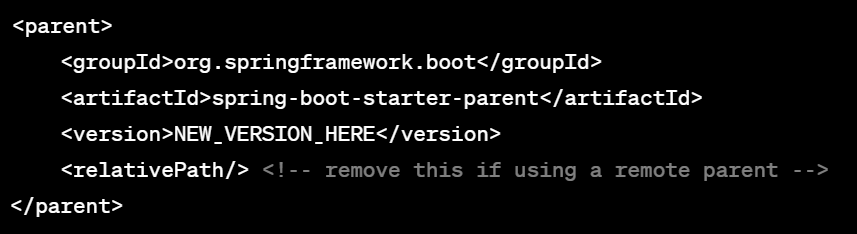 <parent>
    <groupId>org.springframework.boot</groupId>
    <artifactId>spring-boot-starter-parent</artifactId>
    <version>NEW_VERSION_HERE</version>
    <relativePath/> <!-- remove this if using a remote parent -->
</parent>